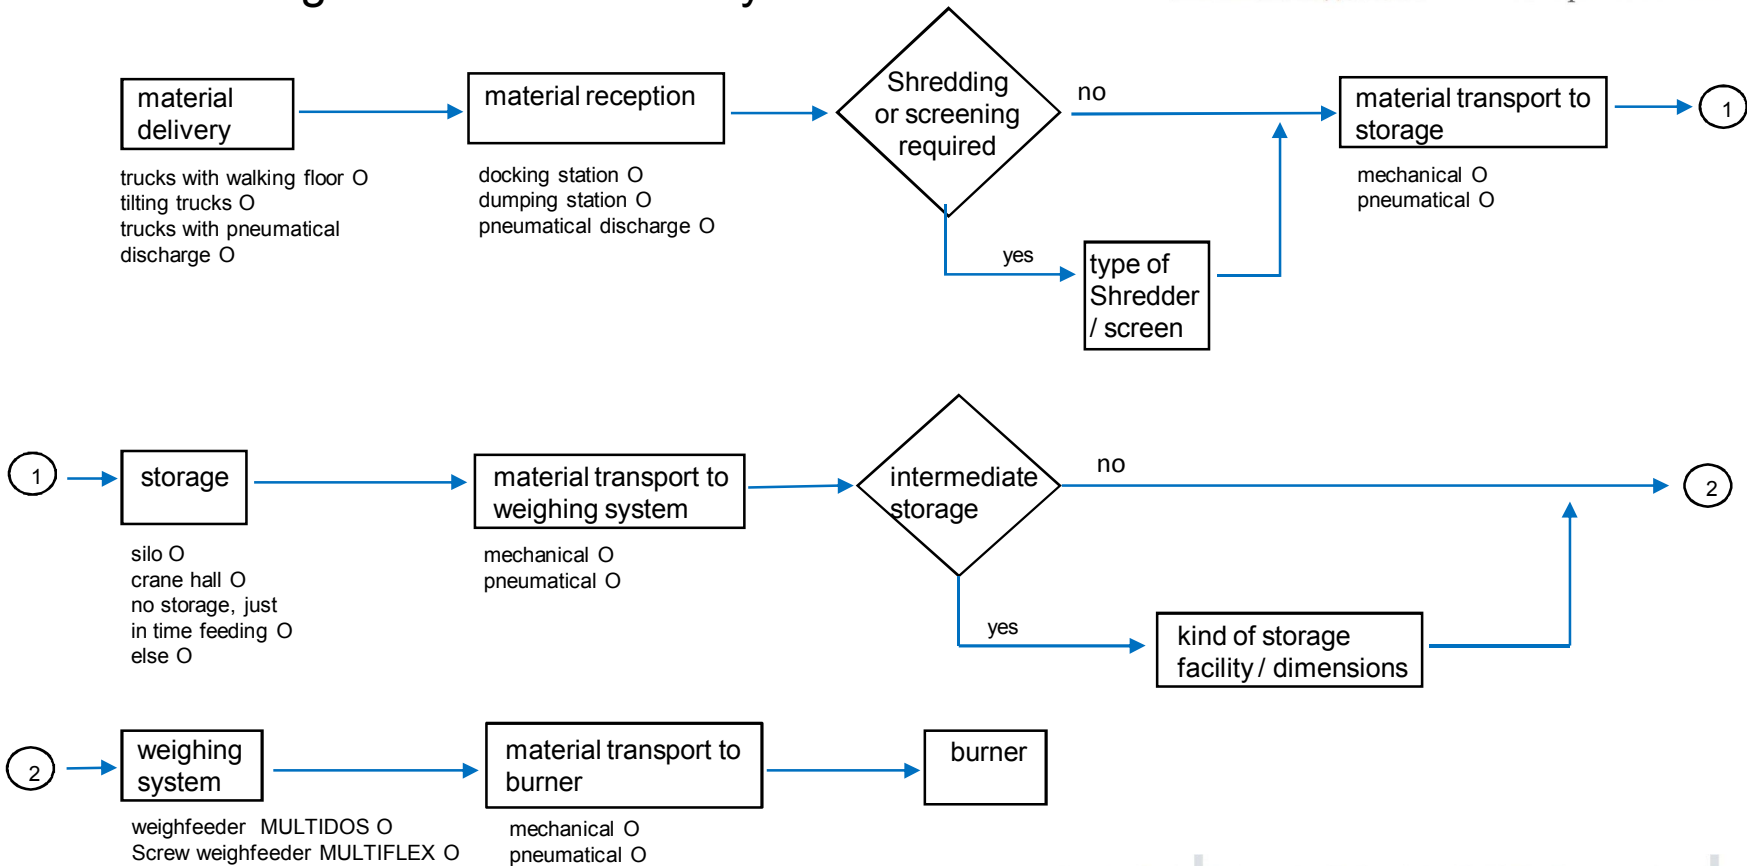 material
delivery
trucks with walking floor O
tilting trucks O
trucks with pneumatical
discharge O
material reception
docking station O
dumping station O
pneumatical discharge O
Shredding
or screening
required
no
yes
type of
Shredder
/ screen
material transport to
storage
mechanical O
pneumatical O
1
1
storage
silo O
crane hall O
no storage, just
in time feeding O
else O
material transport to
weighing system
mechanical O
pneumatical O
intermediate
storage
no
yes
kind of storage
facility / dimensions
2
2
weighing
system
weighfeeder MULTIDOS O
Screw weighfeeder MULTIFLEX O
material transport to
burner
mechanical O
pneumatical O
burner